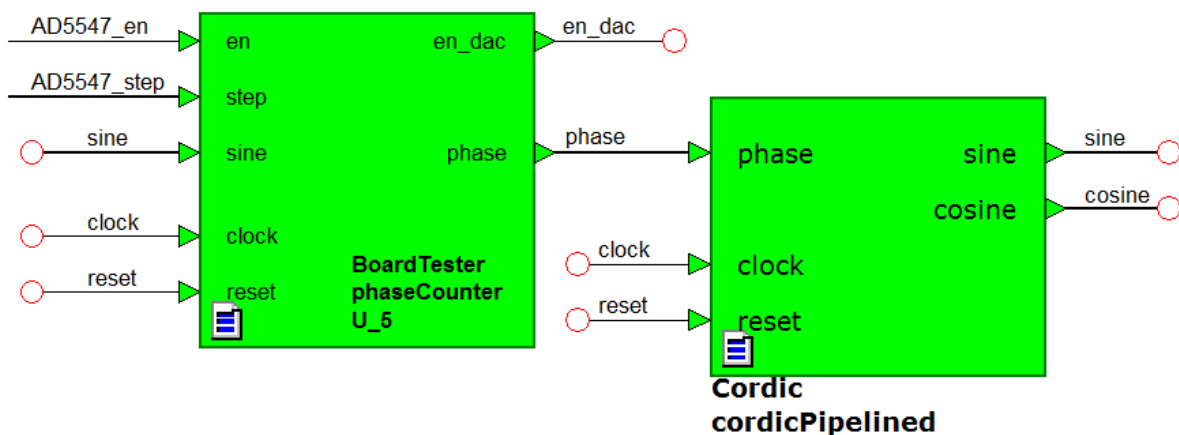 AD5547_en
en
en_dac
en_dac
AD5547_step
step
sine
sine
phase
phase
phase
sine
sine
cosine
cosine
clock
clock
clock
clock
reset
reset
BoardTester
phaseCounter
U_5
reset
reset
Cordic
cordicPipelined